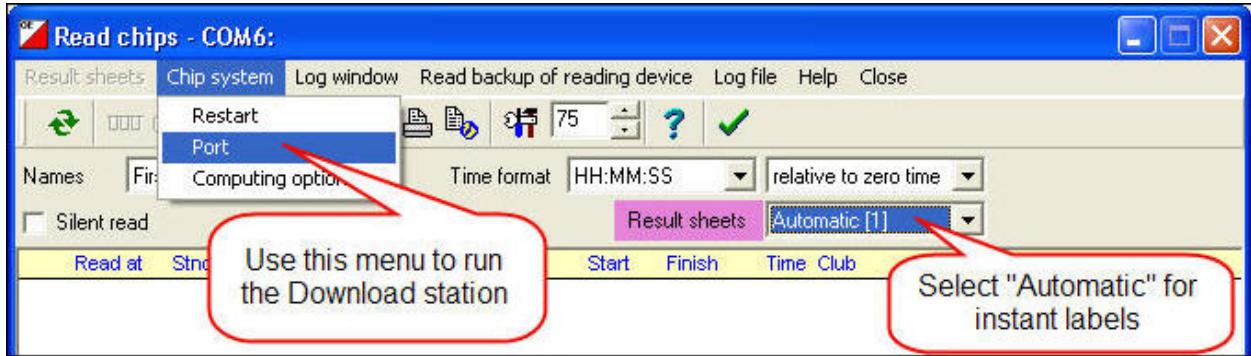 Read chips - COM6:
Result sheets Chip system Log window Read backup of reading device Log file Help Close
Restart
75
Port
Names Fir Computing option Time format HH:MM:SS relative to zero time
Silent read Result sheets Automatic [1]
Read at Stno Start Finish Time Club
Use this menu to run
the Download station
Select "Automatic" for
instant labels